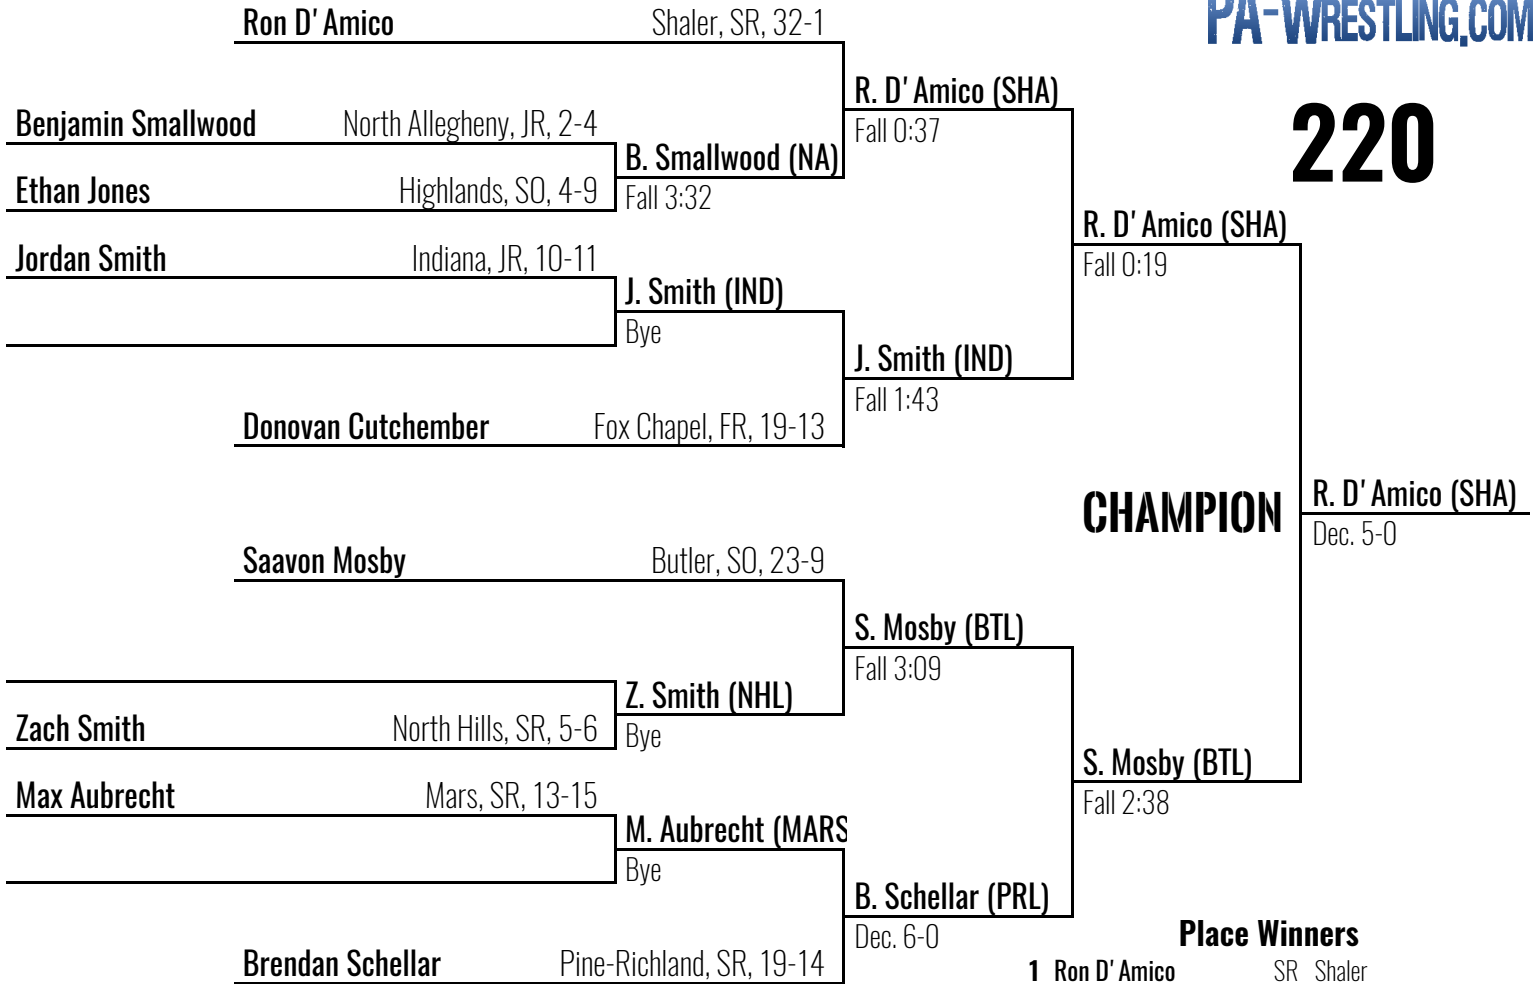 PA-WRESTLING.COM
220
Ron D'Amico Shaler, SR, 32-1
R. D'Amico (SHA)
Fall 0:37
Benjamin Smallwood North Allegheny, JR, 2-4
B. Smallwood (NA)
Fall 3:32
Ethan Jones Highlands, SO, 4-9
R. D'Amico (SHA)
Fall 0:19
Jordan Smith Indiana, JR, 10-11
J. Smith (IND)
Bye
J. Smith (IND)
Fall 1:43
Donovan Cutchember Fox Chapel, FR, 19-13
CHAMPION
R. D'Amico (SHA)
Dec. 5-0
Saavon Mosby Butler, SO, 23-9
S. Mosby (BTL)
Fall 3:09
Z. Smith (NHL)
Bye
Zach Smith North Hills, SR, 5-6
S. Mosby (BTL)
Fall 2:38
Max Aubrecht Mars, SR, 13-15
M. Aubrecht (MARS
Bye
B. Schellar (PRL)
Dec. 6-0
Brendan Schellar Pine-Richland, SR, 19-14
Place Winners
1 Ron D'Amico SR Shaler